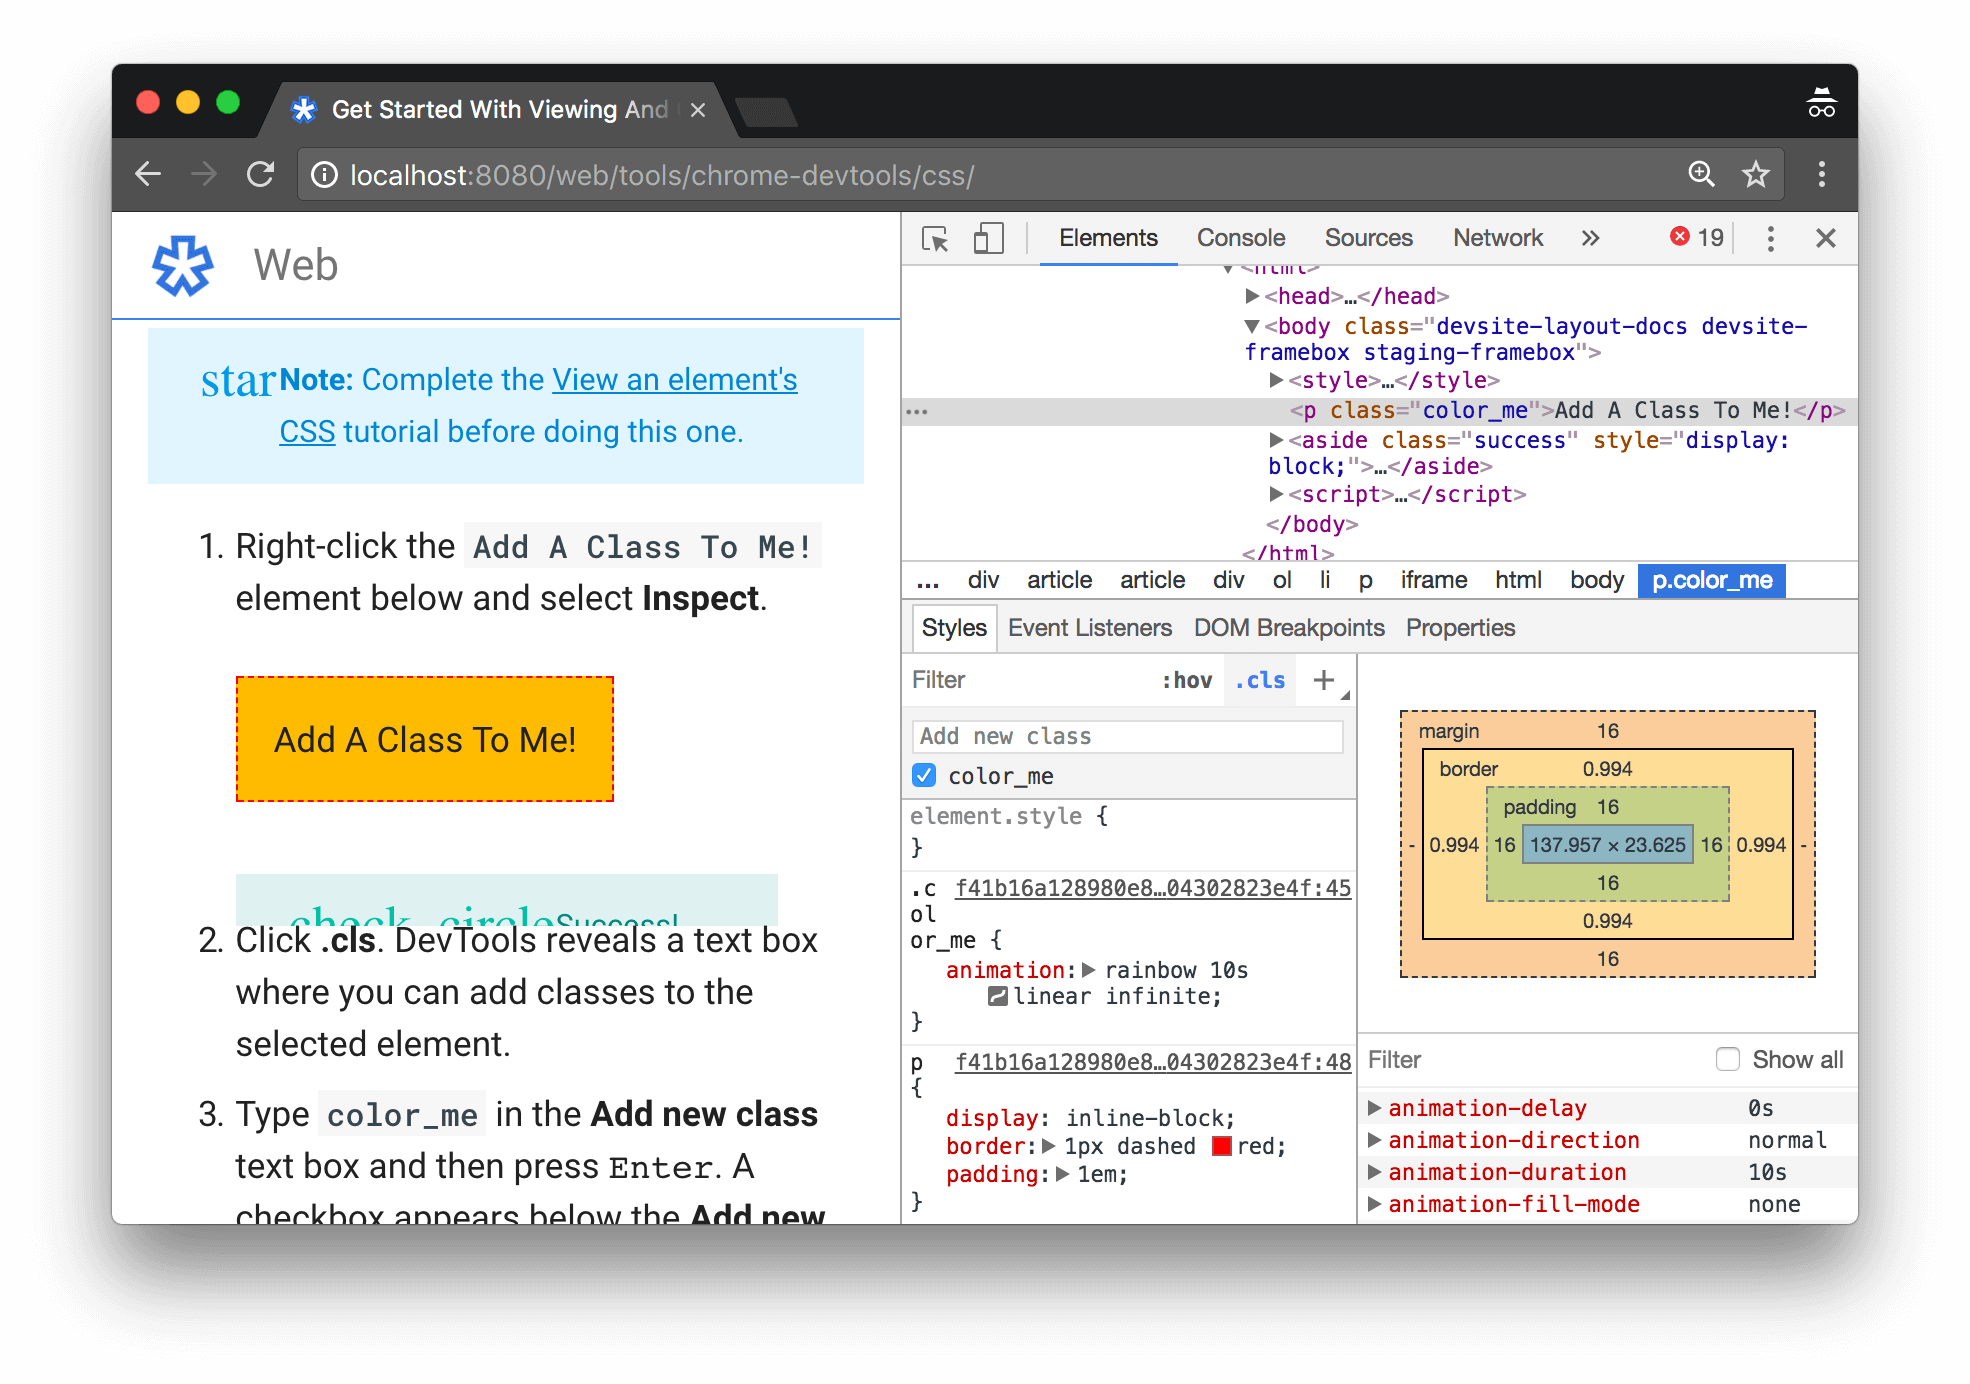 Get Started With Viewing And
localhost:8080/web/tools/chrome-devtools/css/
Web
star Note: Complete the View an element's
CSS tutorial before doing this one.
1. Right-click the Add A Class To Me!
element below and select Inspect.
Add A Class To Me!
check_circle Success!
2. Click .cls. DevTools reveals a text box
where you can add classes to the
selected element.
3. Type color_me in the Add new class
text box and then press Enter. A
checkbox appears below the Add new
Elements Console Sources Network » 19
▼<html>
▶<head>…</head>
▼<body class="devsite-layout-docs devsite-
framebox staging-framebox">
▶<style>…</style>
… <p class="color_me">Add A Class To Me!</p>
▶<aside class="success" style="display:
block;">…</aside>
▶<script>…</script>
</body>
</html>
… div article article div ol li p iframe html body p.color_me
Styles Event Listeners DOM Breakpoints Properties
Filter :hov .cls +
Add new class
color_me
element.style {
}
.c f41b16a128980e8…04302823e4f:45
ol
or_me {
animation:▶ rainbow 10s
linear infinite;
}
p f41b16a128980e8…04302823e4f:48
{
display: inline-block;
border:▶ 1px dashed red;
padding:▶ 1em;
}
margin 16
border 0.994
padding 16
- 0.994 16 137.957 × 23.625 16 0.994 -
16
0.994
16
Filter Show all
▶ animation-delay 0s
▶ animation-direction normal
▶ animation-duration 10s
▶ animation-fill-mode none